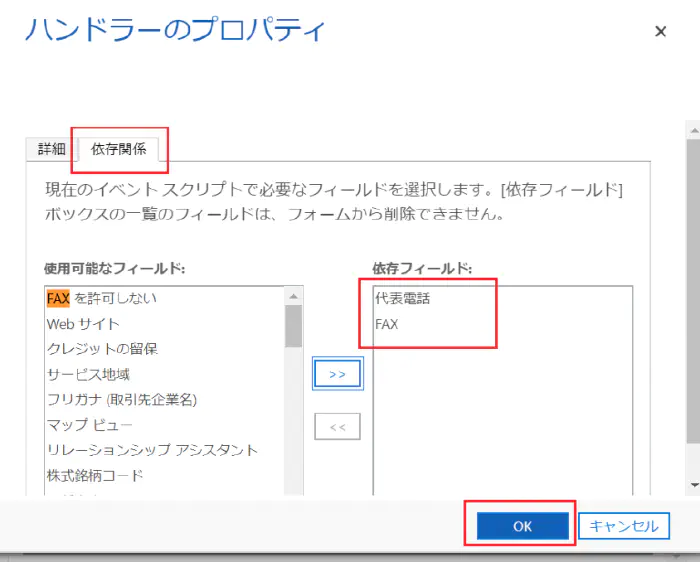 ハンドラーのプロパティ
×
詳細
依存関係
現在のイベント スクリプトで必要なフィールドを選択します。[依存フィールド]
ボックスの一覧のフィールドは、フォームから削除できません。
使用可能なフィールド:
FAX を許可しない
Web サイト
クレジットの留保
サービス地域
フリガナ (取引先企業名)
マップ ビュー
リレーションシップ アシスタント
株式銘柄コード
>>
<<
依存フィールド:
代表電話
FAX
OK
キャンセル